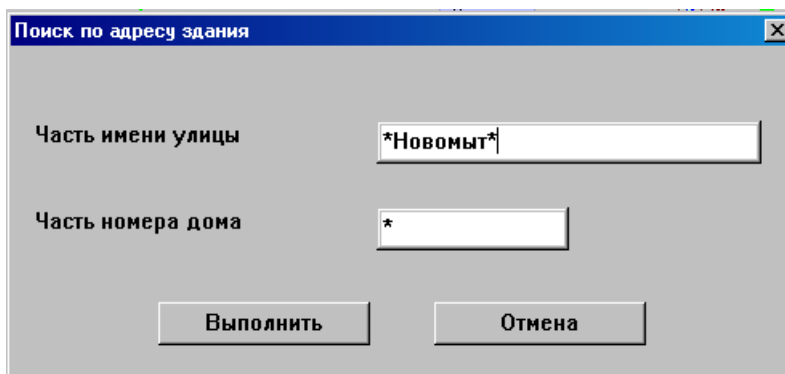 Поиск по адресу здания
Часть имени улицы
*Новомыт*
Часть номера дома
*
Выполнить
Отмена